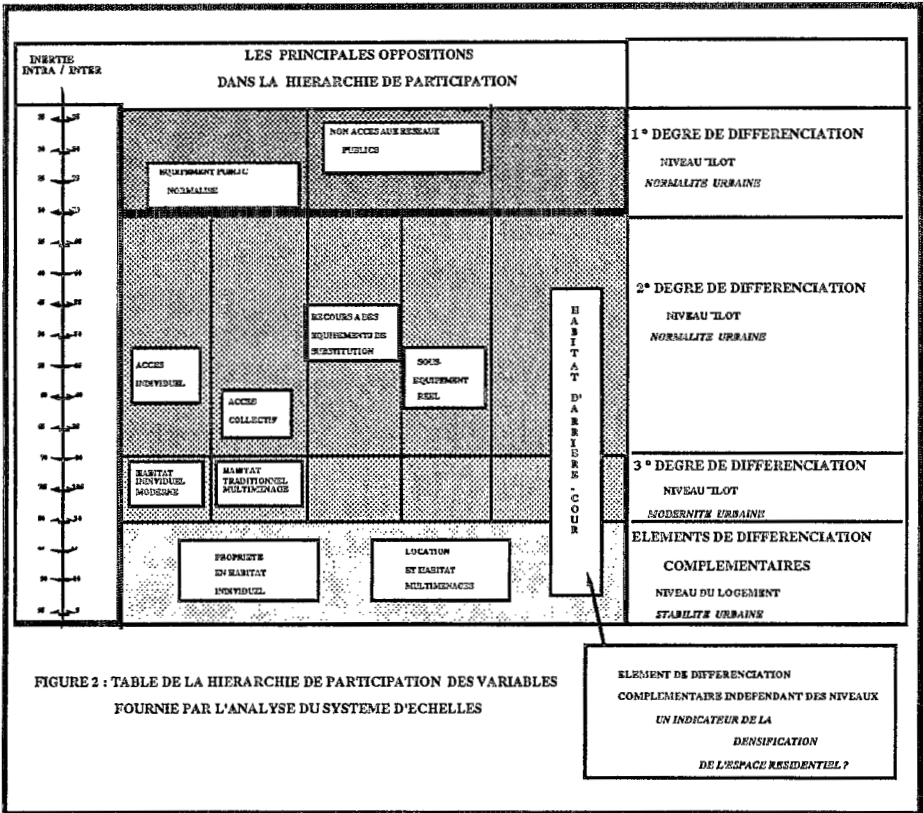 INERTIE
INTRA / INTER
LES PRINCIPALES OPPOSITIONS
DANS LA HIERARCHIE DE PARTICIPATION
NON ACCES AUX RESEAUX
PUBLICS
EQUIPEMENT PUBLIC
NORMALISE
1° DEGRE DE DIFFERENCIATION
NIVEAU "ILOT
NORMALITE URBAINE
2° DEGRE DE DIFFERENCIATION
NIVEAU "ILOT
NORMALITE URBAINE
RECOURS A DES
EQUIPEMENTS DE
SUBSTITUTION
SOUS-
EQUIPEMENT
REEL
ACCES
INDIVIDUEL
ACCES
COLLECTIF
HABITAT D'ARRIERE-COUR
HABITAT
INDIVIDUEL
MODERNE
HABITAT
TRADITIONNEL
MULTIMENAGE
3° DEGRE DE DIFFERENCIATION
NIVEAU "ILOT
MODERNITE URBAINE
PROPRIETE
EN HABITAT
INDIVIDUEL
LOCATION
ET HABITAT
MULTIMENAGES
ELEMENTS DE DIFFERENCIATION
COMPLEMENTAIRES
NIVEAU DU LOGEMENT
STABILITE URBAINE
FIGURE 2 : TABLE DE LA HIERARCHIE DE PARTICIPATION DES VARIABLES
FOURNIE PAR L'ANALYSE DU SYSTEME D'ECHELLES
ELEMENT DE DIFFERENCIATION
COMPLEMENTAIRE INDEPENDANT DES NIVEAUX
UN INDICATEUR DE LA
DENSIFICATION
DE L'ESPACE RESIDENTIEL ?